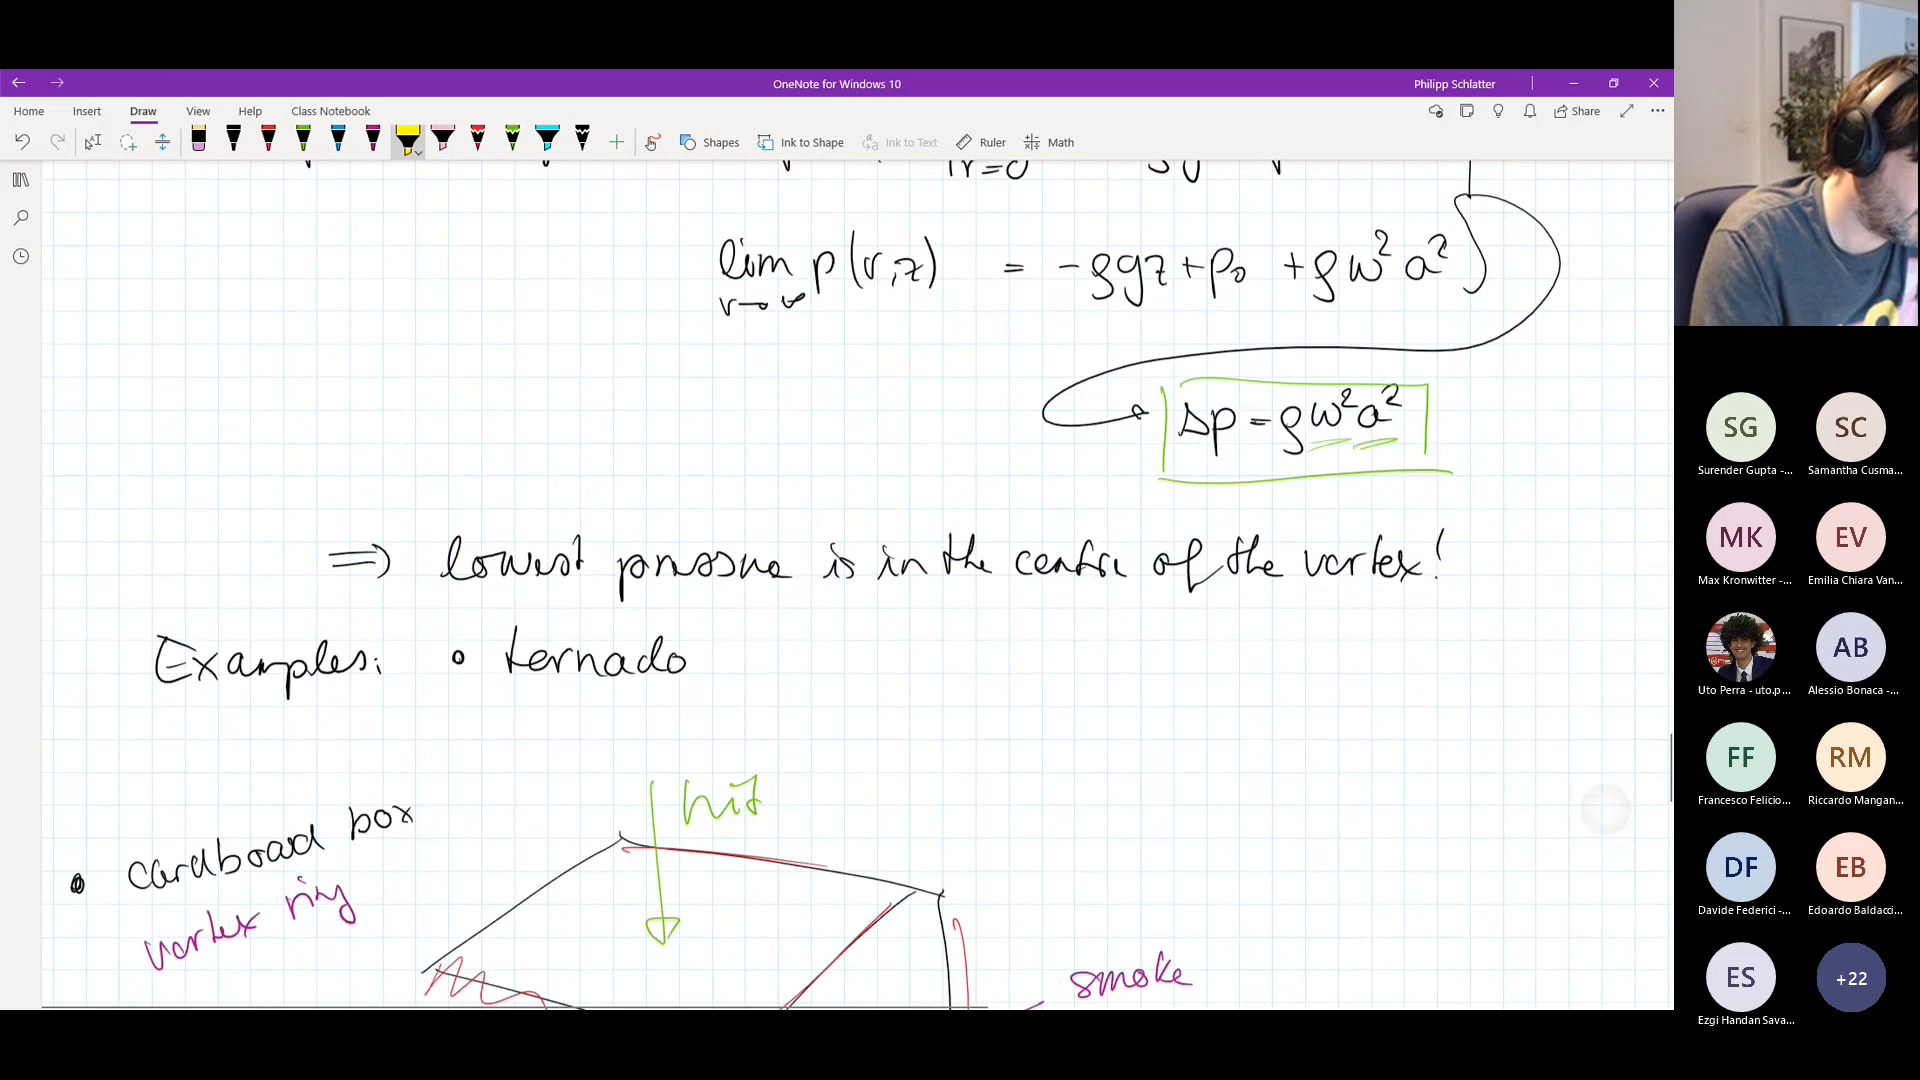 OneNote for Windows 10
Philipp Schlatter
Home Insert Draw View Help Class Notebook
Share
Shapes Ink to Shape Ink to Text Ruler Math
r=0
lim p(r,z) = -ρgz + p₀ + ρω²a²
r→∞
Δp = ρω²a²
⇒ lowest pressure is in the centre of the vortex!
Examples: • tornado
hit
• cardboard box
vortex ring
smoke
SG SC
Surender Gupta -... Samantha Cusma...
MK EV
Max Kronwitter -... Emilia Chiara Van...
AB
Uto Perra - uto.p... Alessio Bonaca -...
FF RM
Francesco Felicio... Riccardo Mangan...
DF EB
Davide Federici -... Edoardo Baldacci...
ES +22
Ezgi Handan Sava...